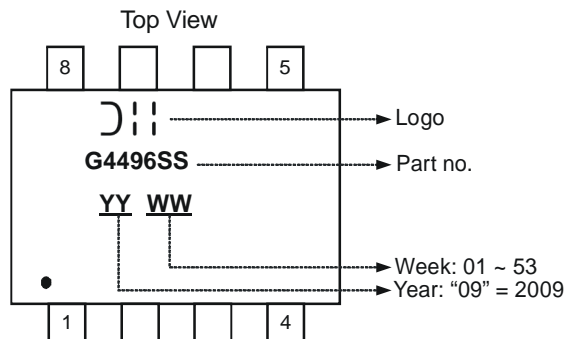 Top View
8 5
Logo
G4496SS Part no.
YY WW
Week: 01 ~ 53
Year: “09” = 2009
1 4